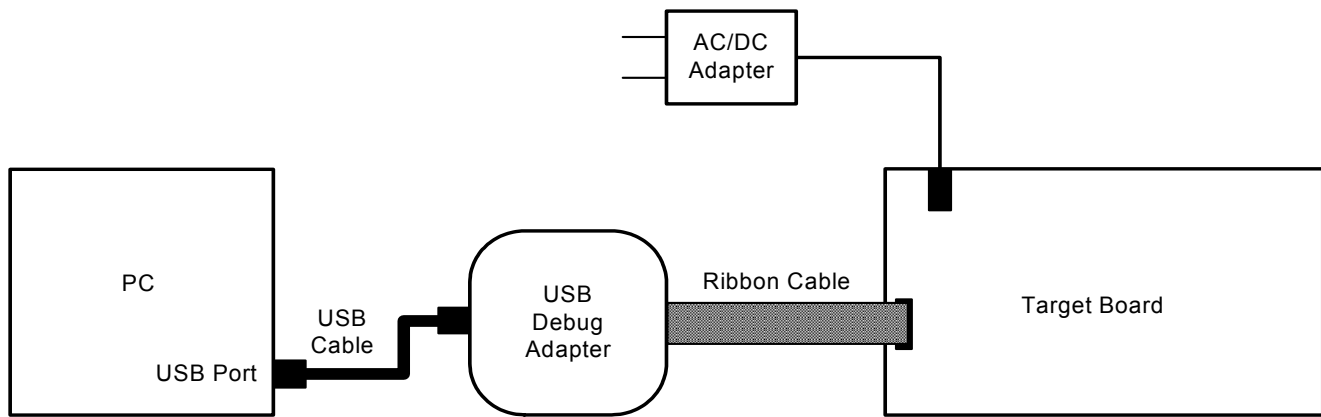 AC/DC
Adapter
PC
USB Port
USB
Cable
USB
Debug
Adapter
Ribbon Cable
Target Board